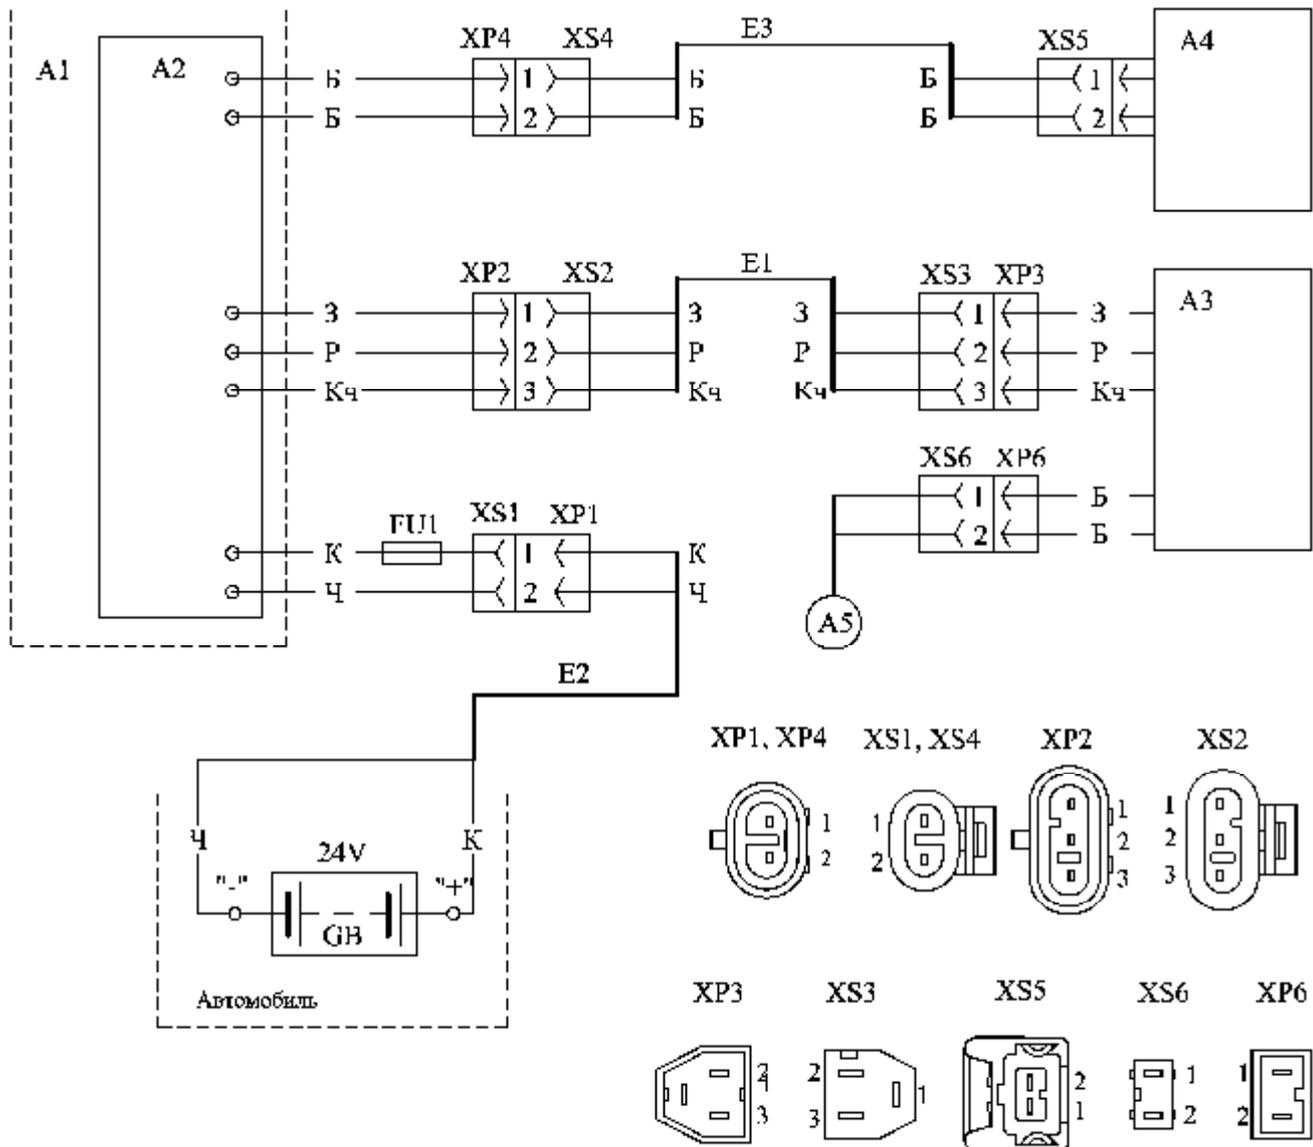 E3
XP4 XS4 XS5 A4
A1 A2
Б 1 Б Б 1
Б 2 Б Б 2
E1
XP2 XS2 XS3 XP3 A3
З 1 З З 1 З
Р 2 Р Р 2 Р
Кч 3 Кч Кч 3 Кч
XS6 XP6
1 Б
2 Б
FU1 XS1 XP1
К 1 К
Ч 2 Ч
A5
E2
XP1, XP4 XS1, XS4 XP2 XS2
1 1 1 1
2 2 2 2
3 3
Ч 24V К
"-" "+"
GB
Автомобиль
XP3 XS3 XS5 XS6 XP6
2 2 2 1 1
1 1
3 3 1 2 2